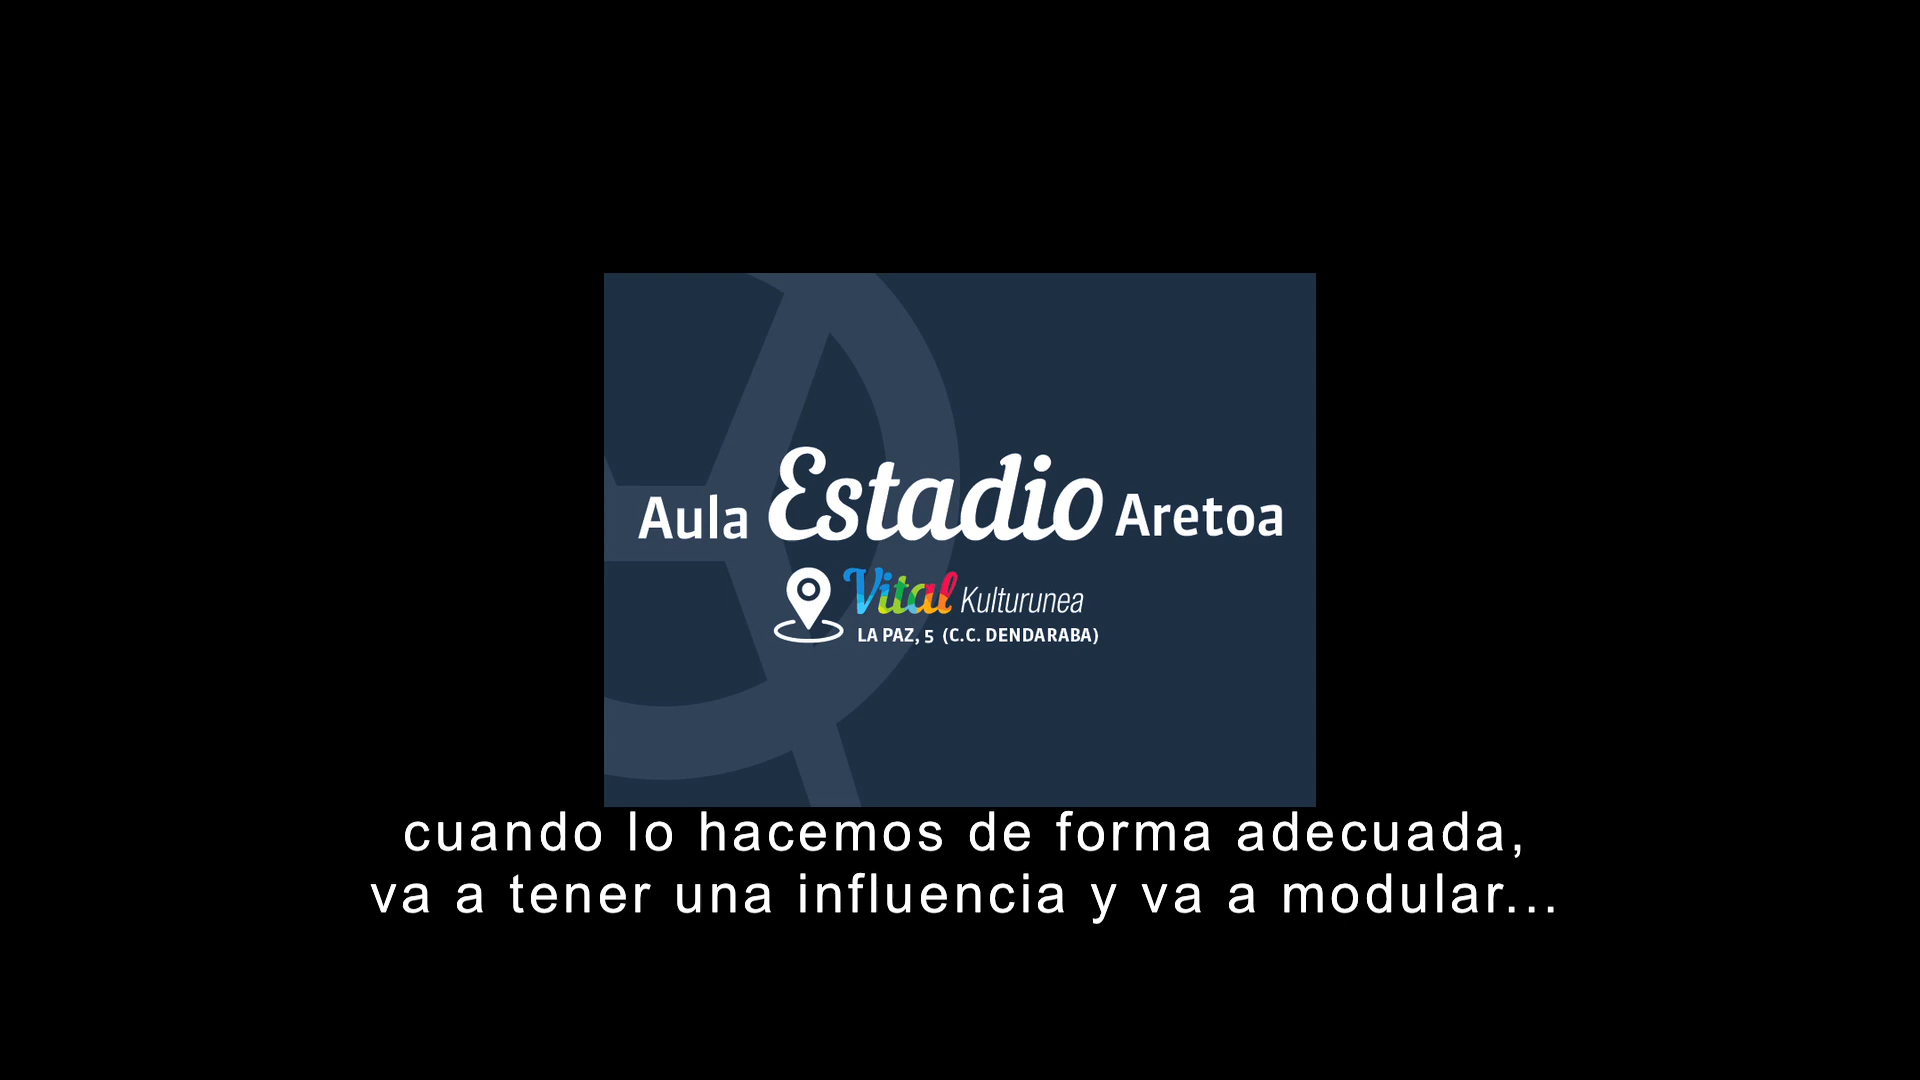 Aula Estadio Aretoa
Vital Kulturunea
LA PAZ, 5 (C.C. DENDARABA)
cuando lo hacemos de forma adecuada,
va a tener una influencia y va a modular...